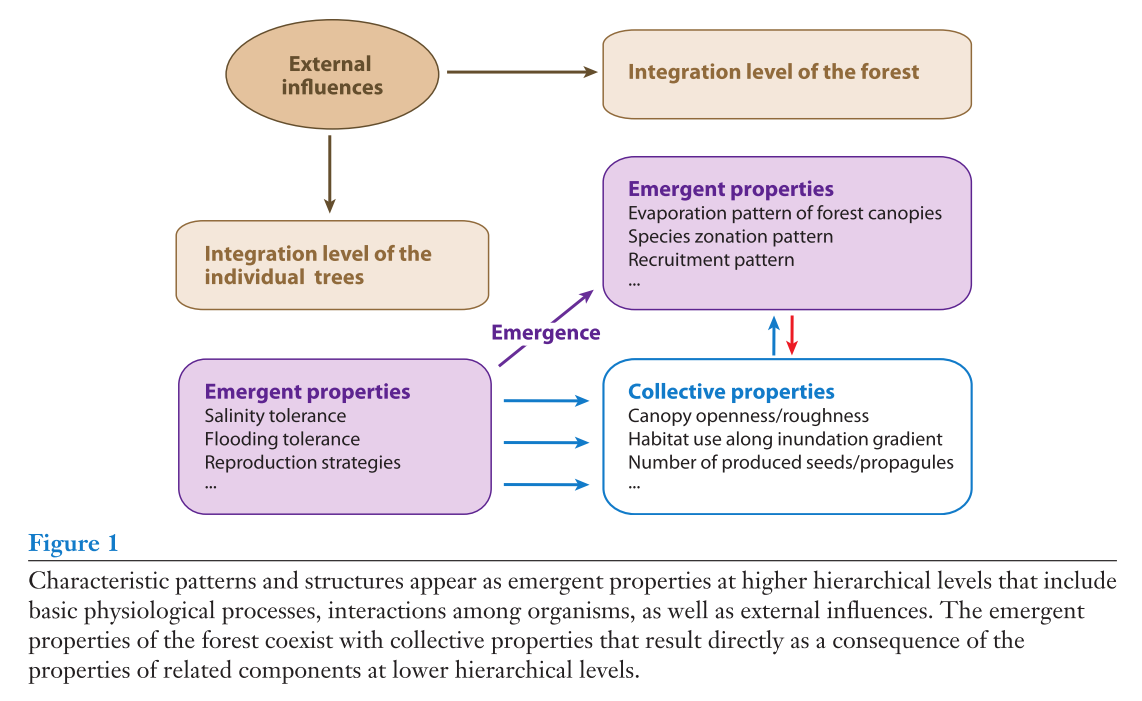 External
influences
Integration level of the forest
Integration level of the
individual trees
Emergent properties
Evaporation pattern of forest canopies
Species zonation pattern
Recruitment pattern
...
Emergence
Emergent properties
Salinity tolerance
Flooding tolerance
Reproduction strategies
...
Collective properties
Canopy openness/roughness
Habitat use along inundation gradient
Number of produced seeds/propagules
...
Figure 1
Characteristic patterns and structures appear as emergent properties at higher hierarchical levels that include
basic physiological processes, interactions among organisms, as well as external influences. The emergent
properties of the forest coexist with collective properties that result directly as a consequence of the
properties of related components at lower hierarchical levels.